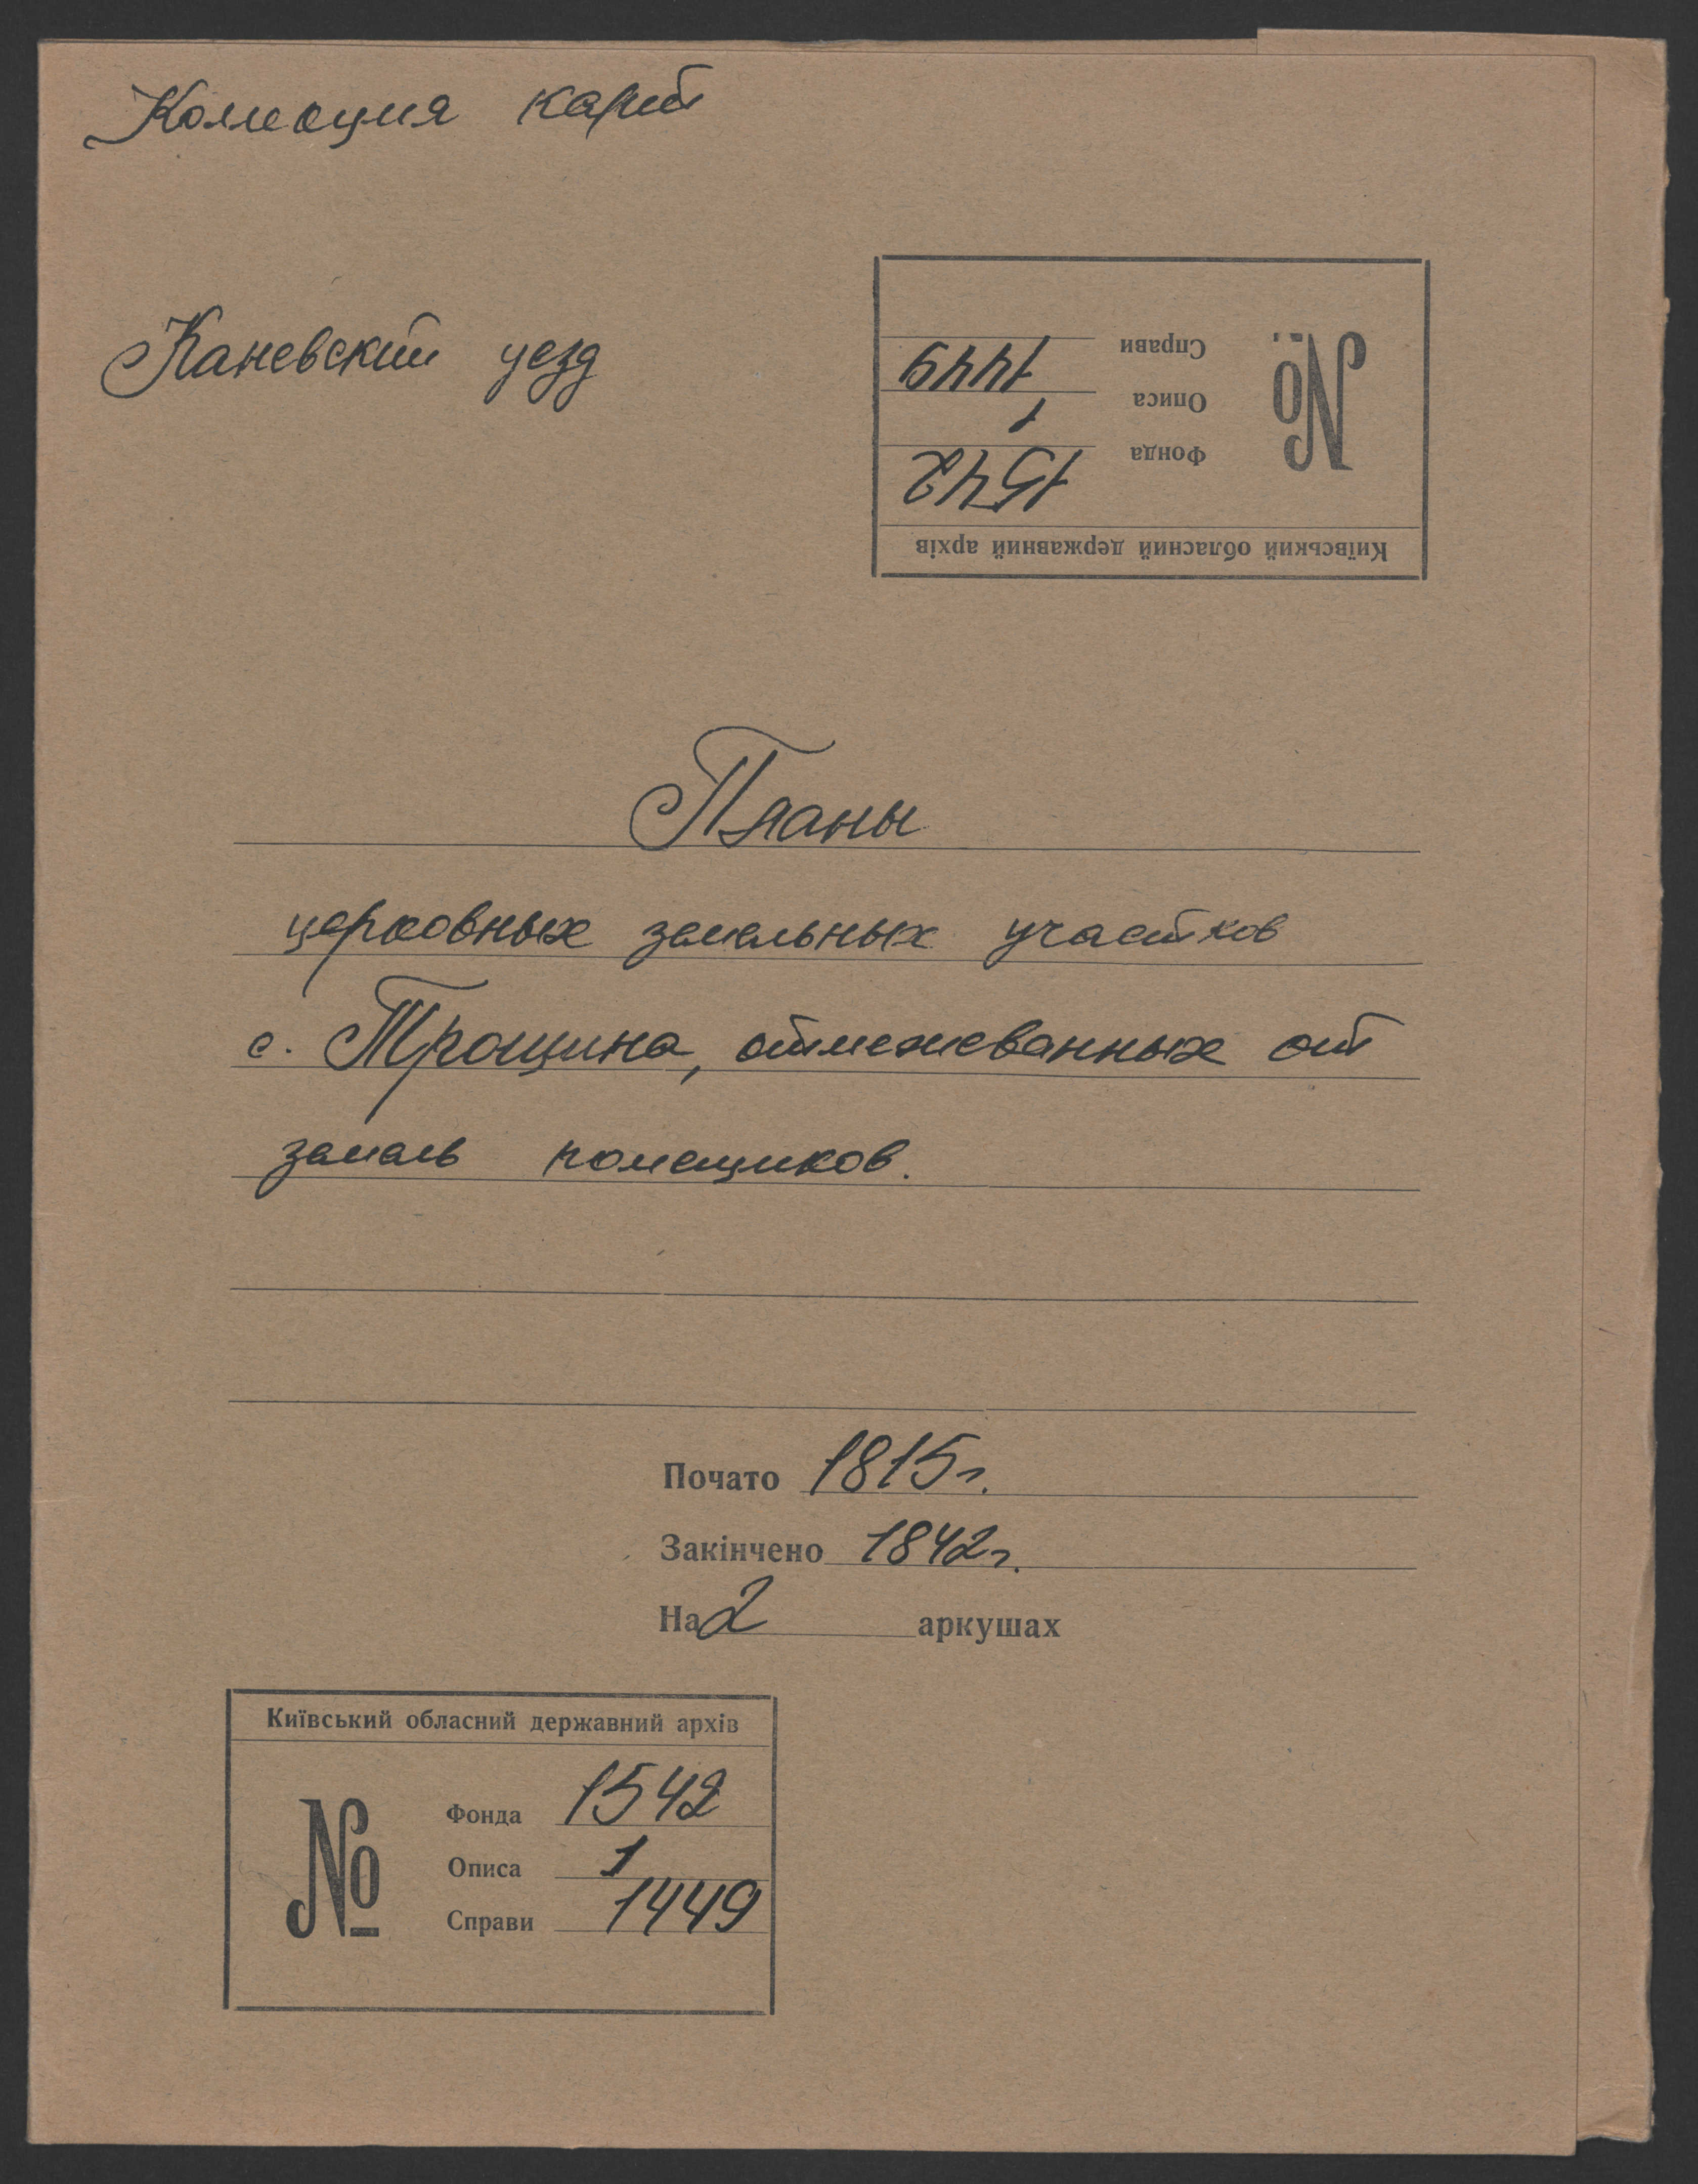 Коллекция карт
Каневский уезд
Київський обласний державний архів
№
Фонда 1542
Описа 1
Справи 1449
Планы
церковных земельных участков
с. Трощина, отмежеванных от
земель помещиков.
Почато 1815 г.
Закінчено 1842 г.
На 2 аркушах
Київський обласний державний архів
№
Фонда 1542
Описа 1
Справи 1449